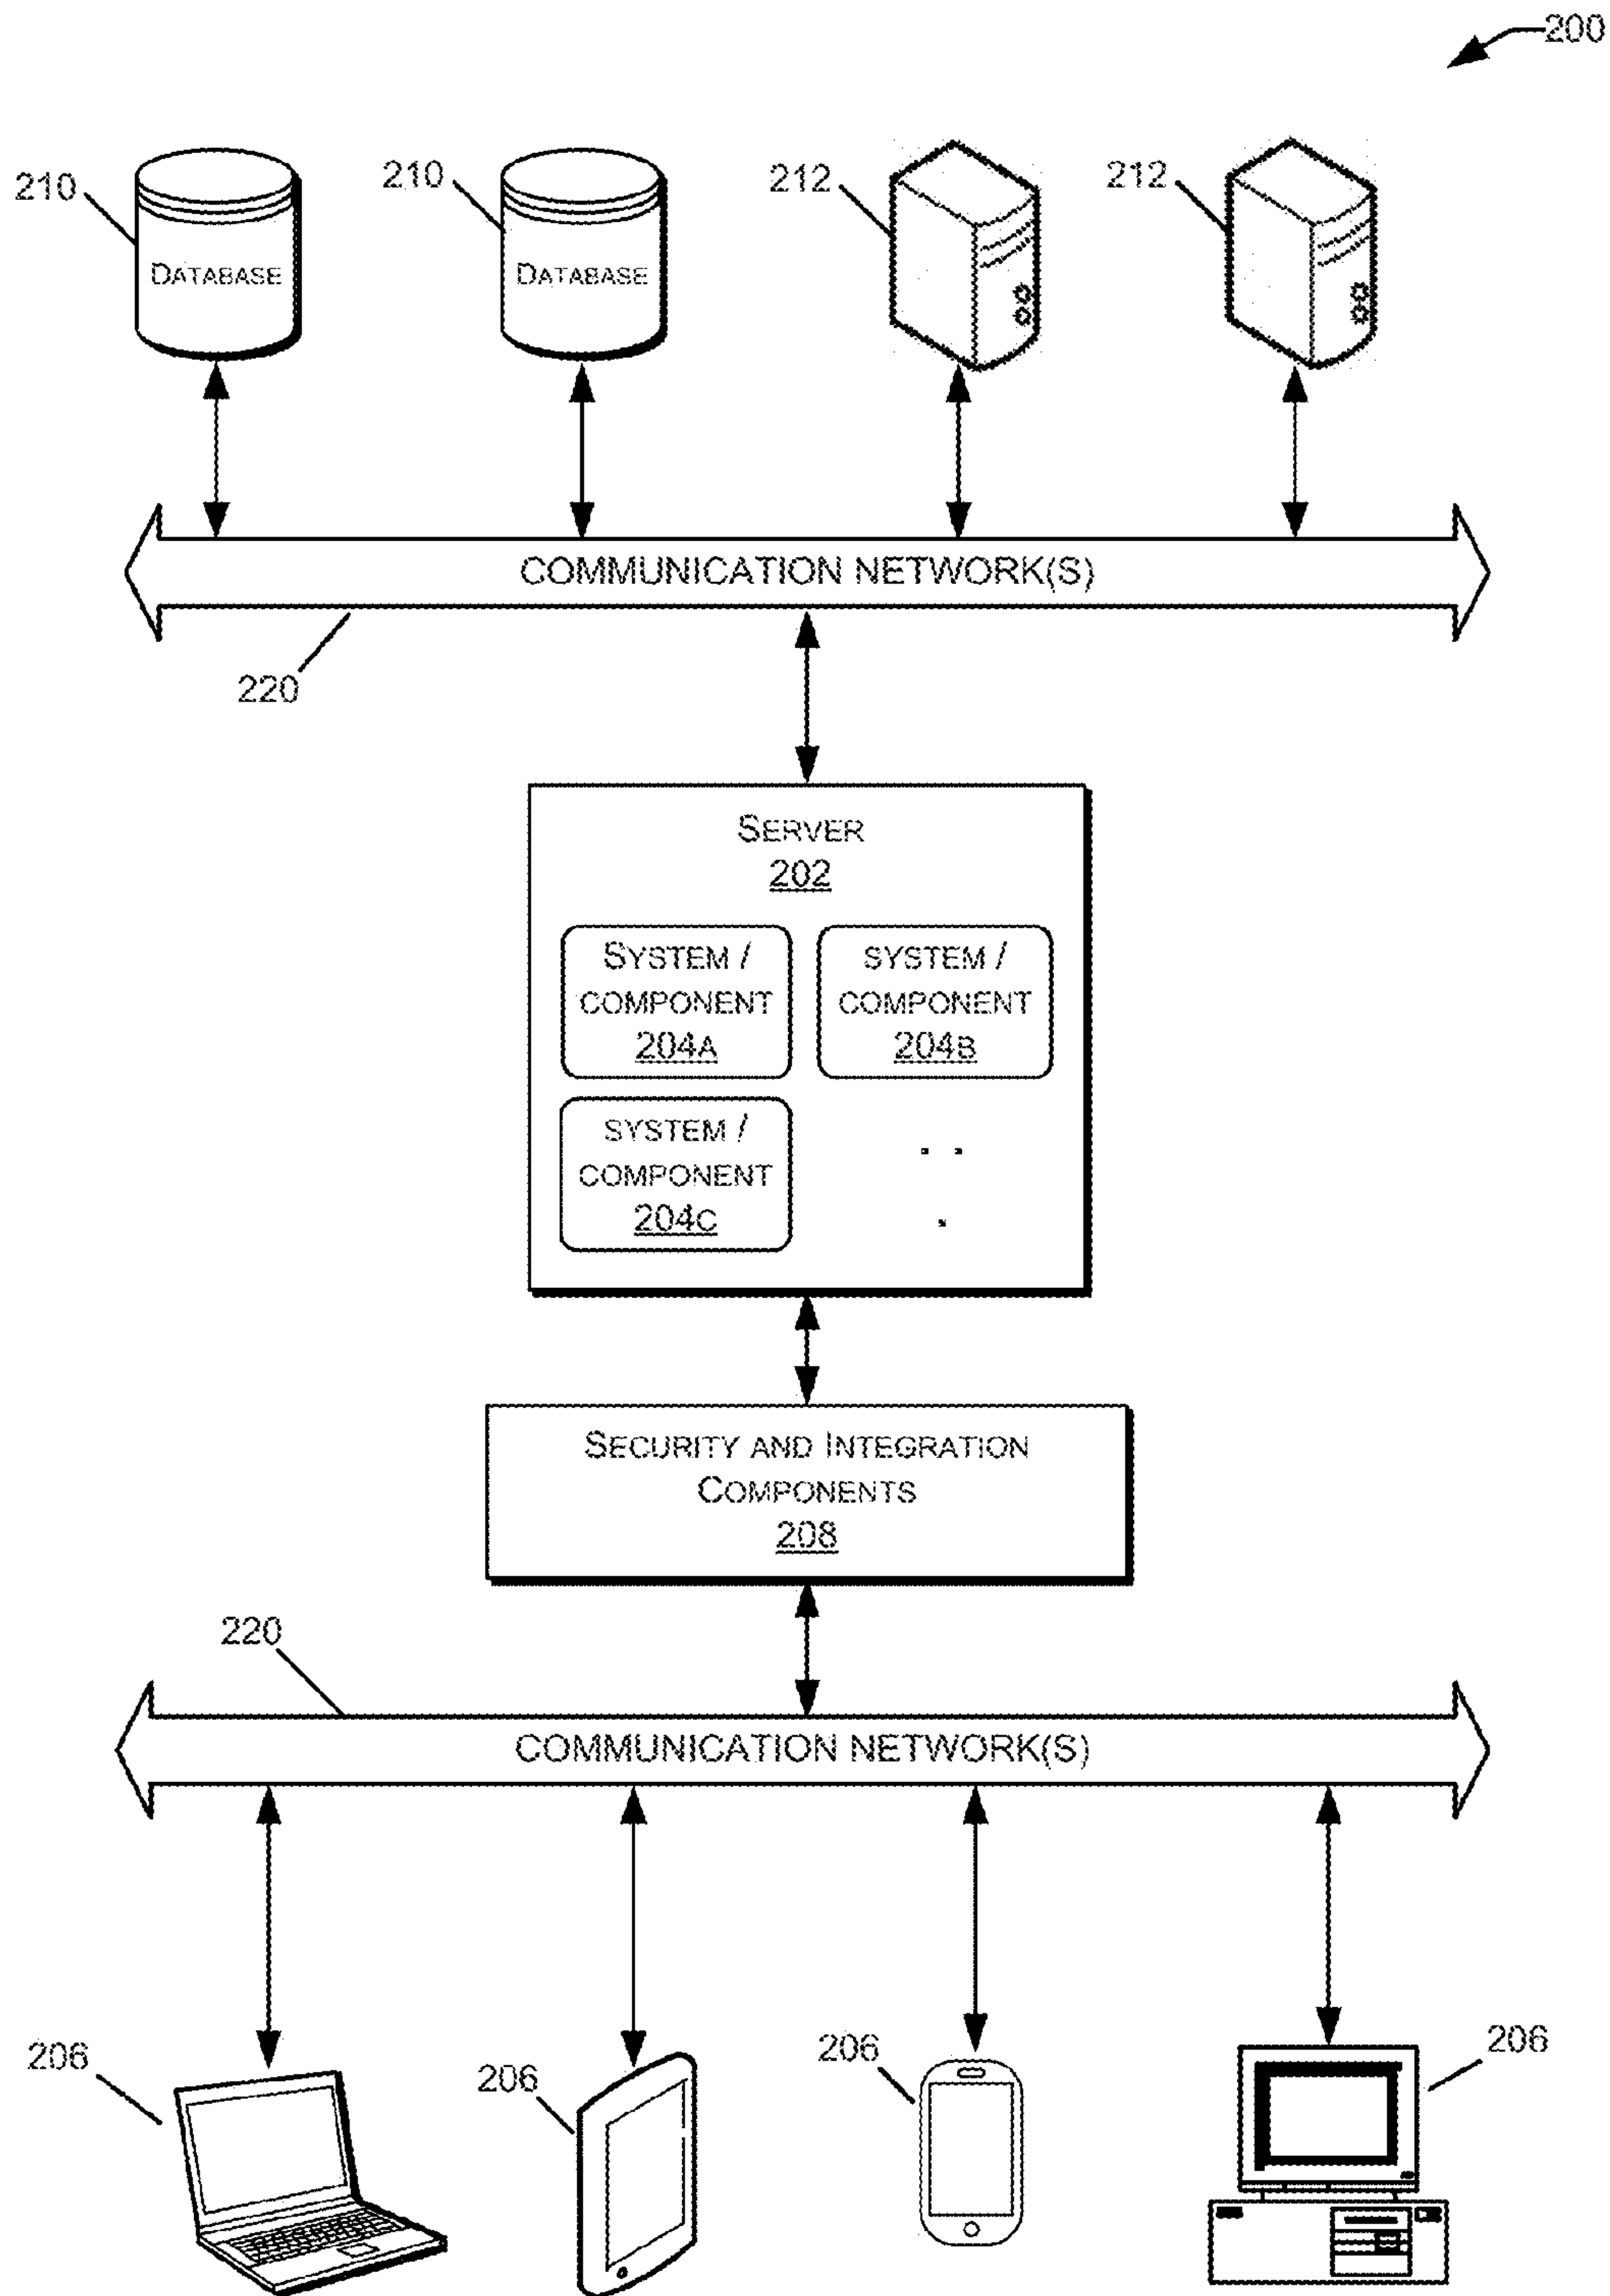 200
210
210
212
212
DATABASE
DATABASE
COMMUNICATION NETWORK(S)
220
SERVER
202
SYSTEM /
COMPONENT
204A
SYSTEM /
COMPONENT
204B
SYSTEM /
COMPONENT
204C
. .
.
SECURITY AND INTEGRATION
COMPONENTS
208
220
COMMUNICATION NETWORK(S)
206
206
206
206